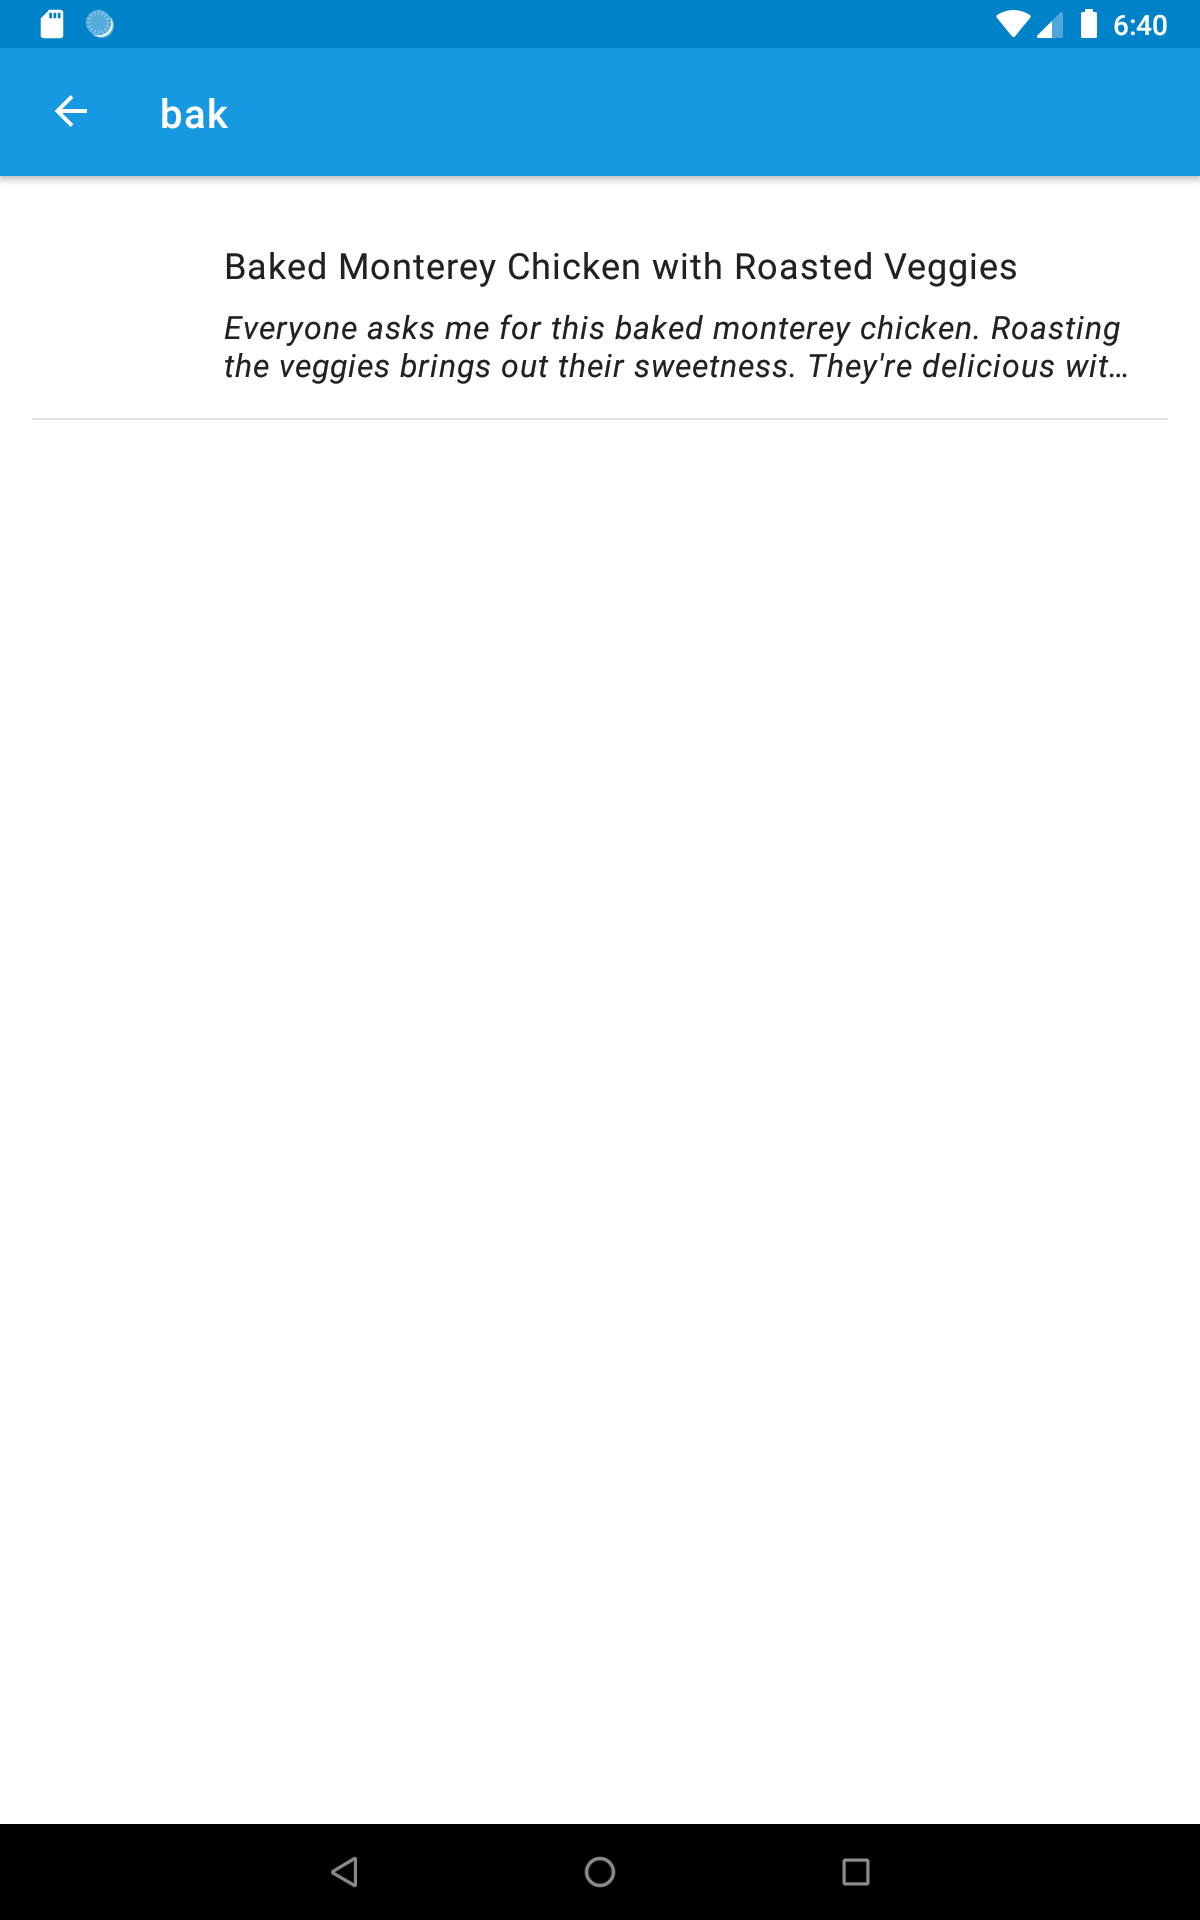 6:40
bak
Baked Monterey Chicken with Roasted Veggies
Everyone asks me for this baked monterey chicken. Roasting
the veggies brings out their sweetness. They're delicious wit…